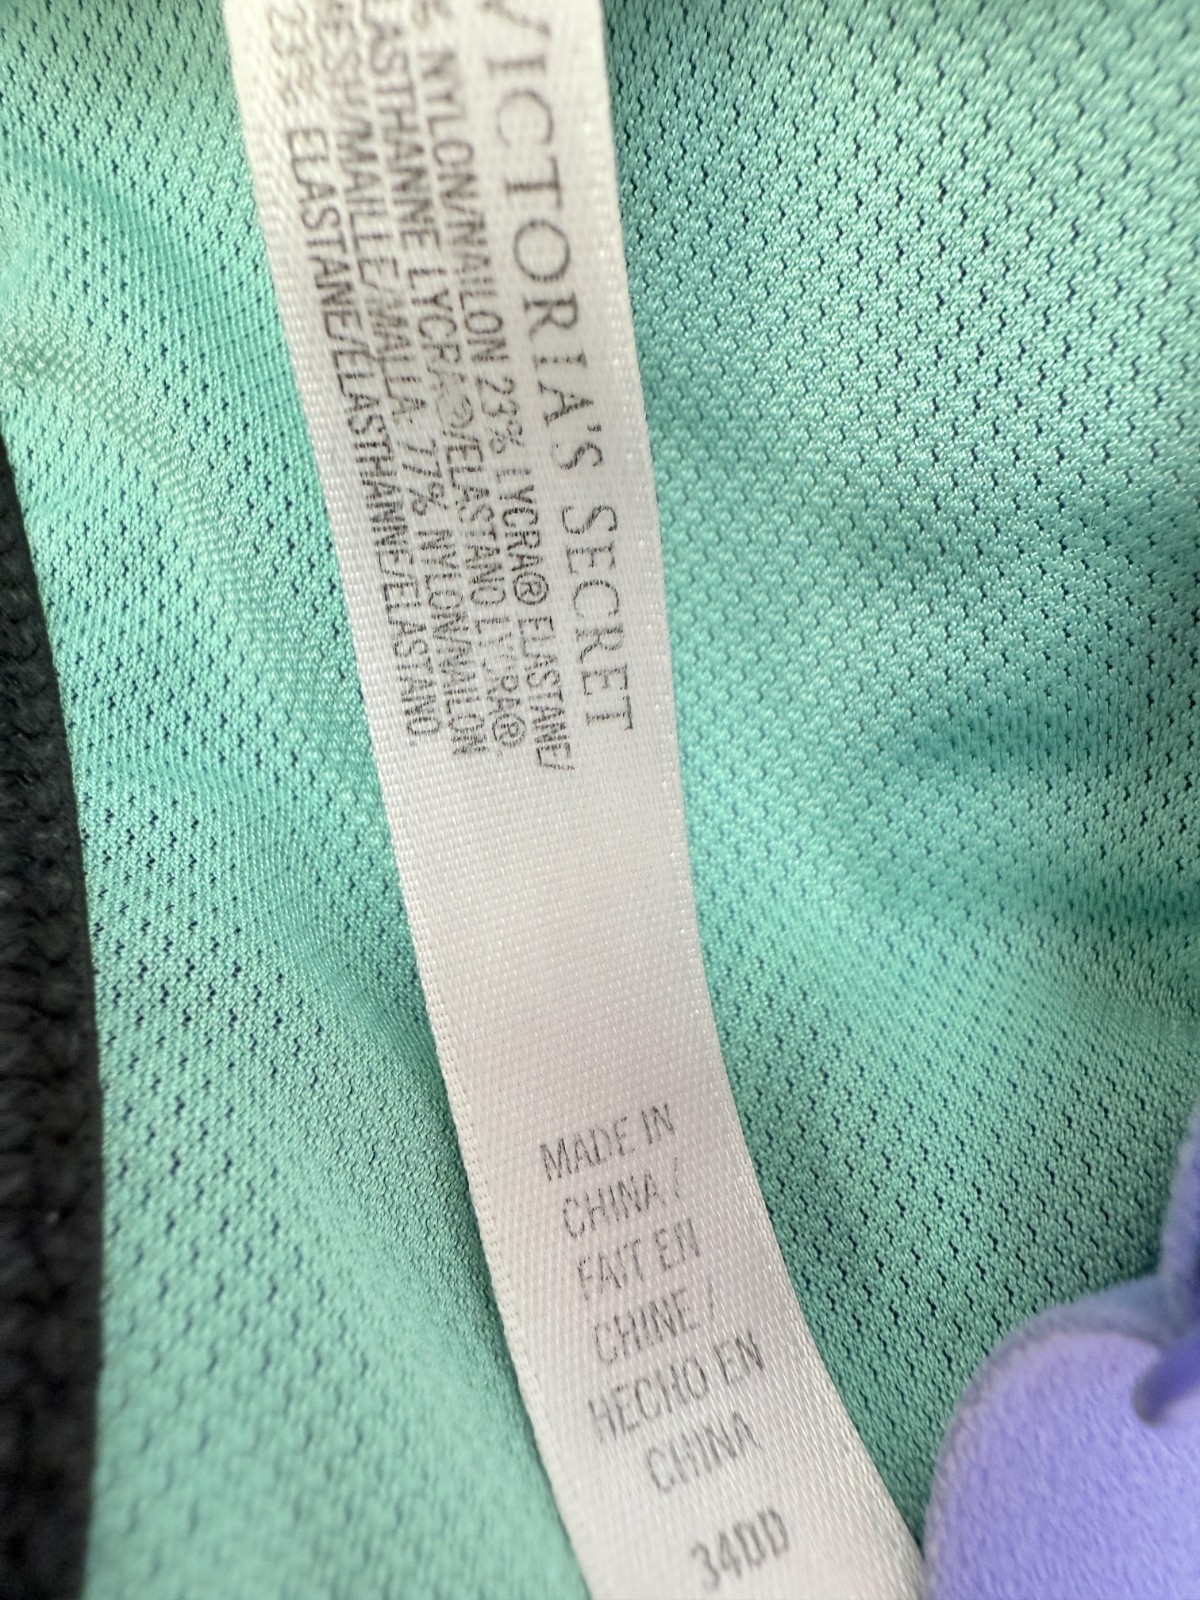 VICTORIA'S SECRET
% NYLON/NAILON 23% LYCRA® ELASTANE/
ELASTHANNE LYCRA®/ELASTANO LYCRA®
MESH/MAILLE/MALLA: 77% NYLON/NAILON
23% ELASTANE/ELASTHANNE/ELASTANO.
MADE IN
CHINA /
FAIT EN
CHINE /
HECHO EN
CHINA
34DD